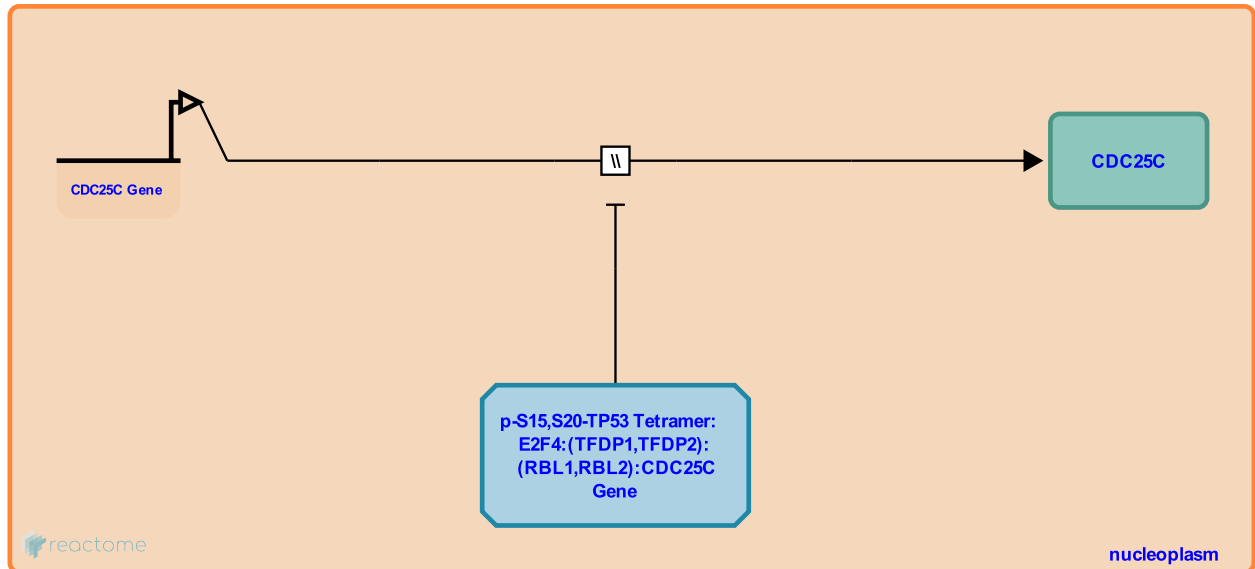 CDC25C Gene
\\
CDC25C
p-S15,S20-TP53 Tetramer:
E2F4:(TFDP1,TFDP2):
(RBL1,RBL2):CDC25C
Gene
reactome
nucleoplasm